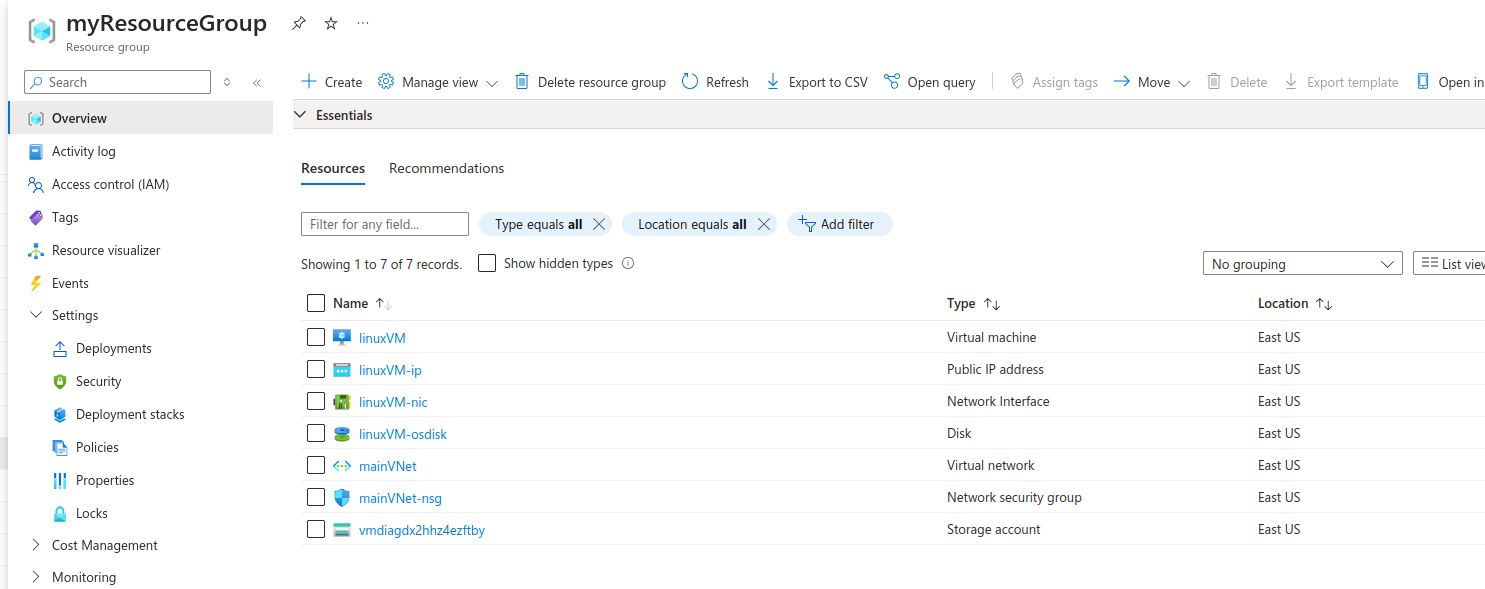 myResourceGroup
Resource group
Search
Overview
Activity log
Access control (IAM)
Tags
Resource visualizer
Events
Settings
Deployments
Security
Deployment stacks
Policies
Properties
Locks
Cost Management
Monitoring
Create Manage view Delete resource group Refresh Export to CSV Open query Assign tags Move Delete Export template Open in
Essentials
Resources Recommendations
Filter for any field... Type equals all Location equals all Add filter
Showing 1 to 7 of 7 records. Show hidden types
No grouping List view
Name Type Location
linuxVM Virtual machine East US
linuxVM-ip Public IP address East US
linuxVM-nic Network Interface East US
linuxVM-osdisk Disk East US
mainVNet Virtual network East US
mainVNet-nsg Network security group East US
vmdiagdx2hhz4ezftby Storage account East US